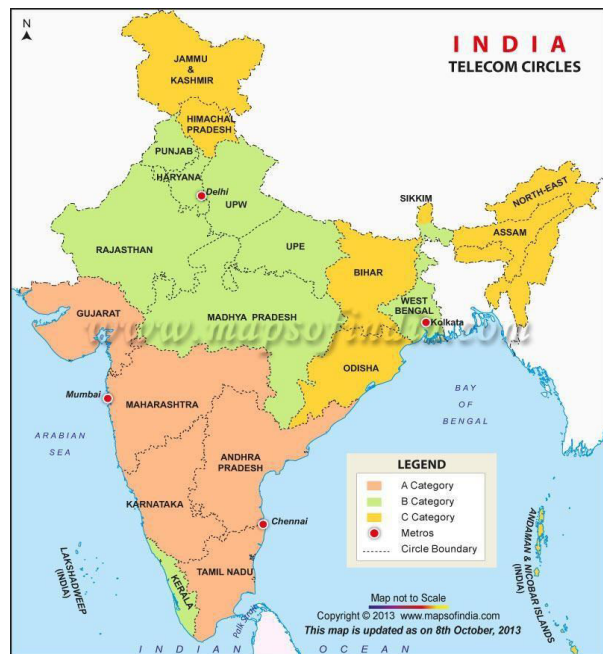 N
INDIA
TELECOM CIRCLES
JAMMU
&
KASHMIR
HIMACHAL
PRADESH
PUNJAB
HARYANA
Delhi
UPW
SIKKIM
NORTH-EAST
ASSAM
RAJASTHAN
UPE
BIHAR
GUJARAT
MADHYA PRADESH
WEST
BENGAL
Kolkata
www.mapsofindia.com
ODISHA
Mumbai
MAHARASHTRA
BAY
OF
BENGAL
ARABIAN
SEA
ANDHRA
PRADESH
LEGEND
A Category
B Category
C Category
Metros
Circle Boundary
KARNATAKA
Chennai
LAKSHADWEEP
(INDIA)
KERALA
TAMIL NADU
ANDAMAN & NICOBAR ISLANDS
(INDIA)
Palk Strait
Map not to Scale
Copyright © 2013 www.mapsofindia.com
This map is updated as on 8th October, 2013
INDIAN OCEAN